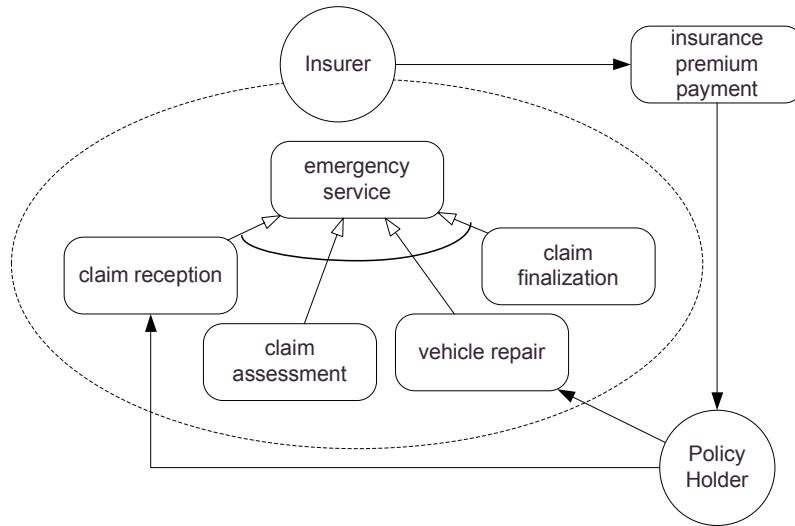 Insurer
insurance
premium
payment
emergency
service
claim reception
claim
finalization
claim
assessment
vehicle repair
Policy
Holder